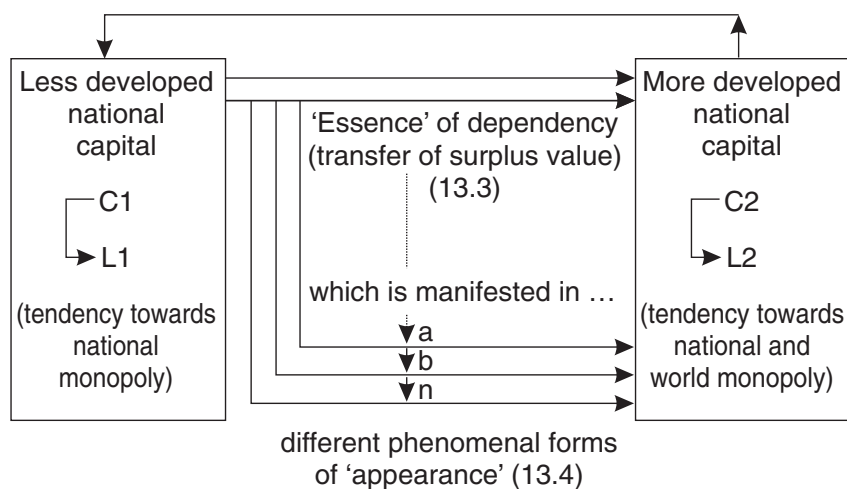 Less developed
national
capital
C1
L1
(tendency towards
national
monopoly)
‘Essence’ of dependency
(transfer of surplus value)
(13.3)
which is manifested in …
a
b
n
different phenomenal forms
of ‘appearance’ (13.4)
More developed
national
capital
C2
L2
(tendency towards
national and
world monopoly)